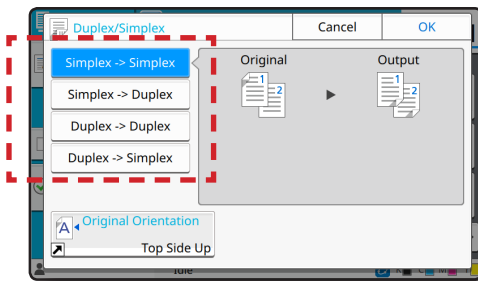 Duplex/Simplex
Cancel
OK
Simplex -> Simplex
Simplex -> Duplex
Duplex -> Duplex
Duplex -> Simplex
Original
Output
1
2
1
2
A
Original Orientation
Top Side Up
Idle
K
C
M
Y